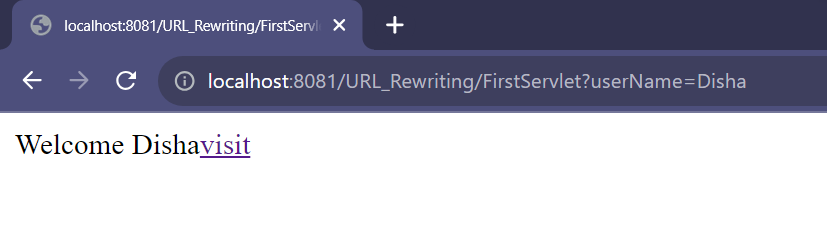 localhost:8081/URL_Rewriting/FirstServl
localhost:8081/URL_Rewriting/FirstServlet?userName=Disha
Welcome Dishavisit